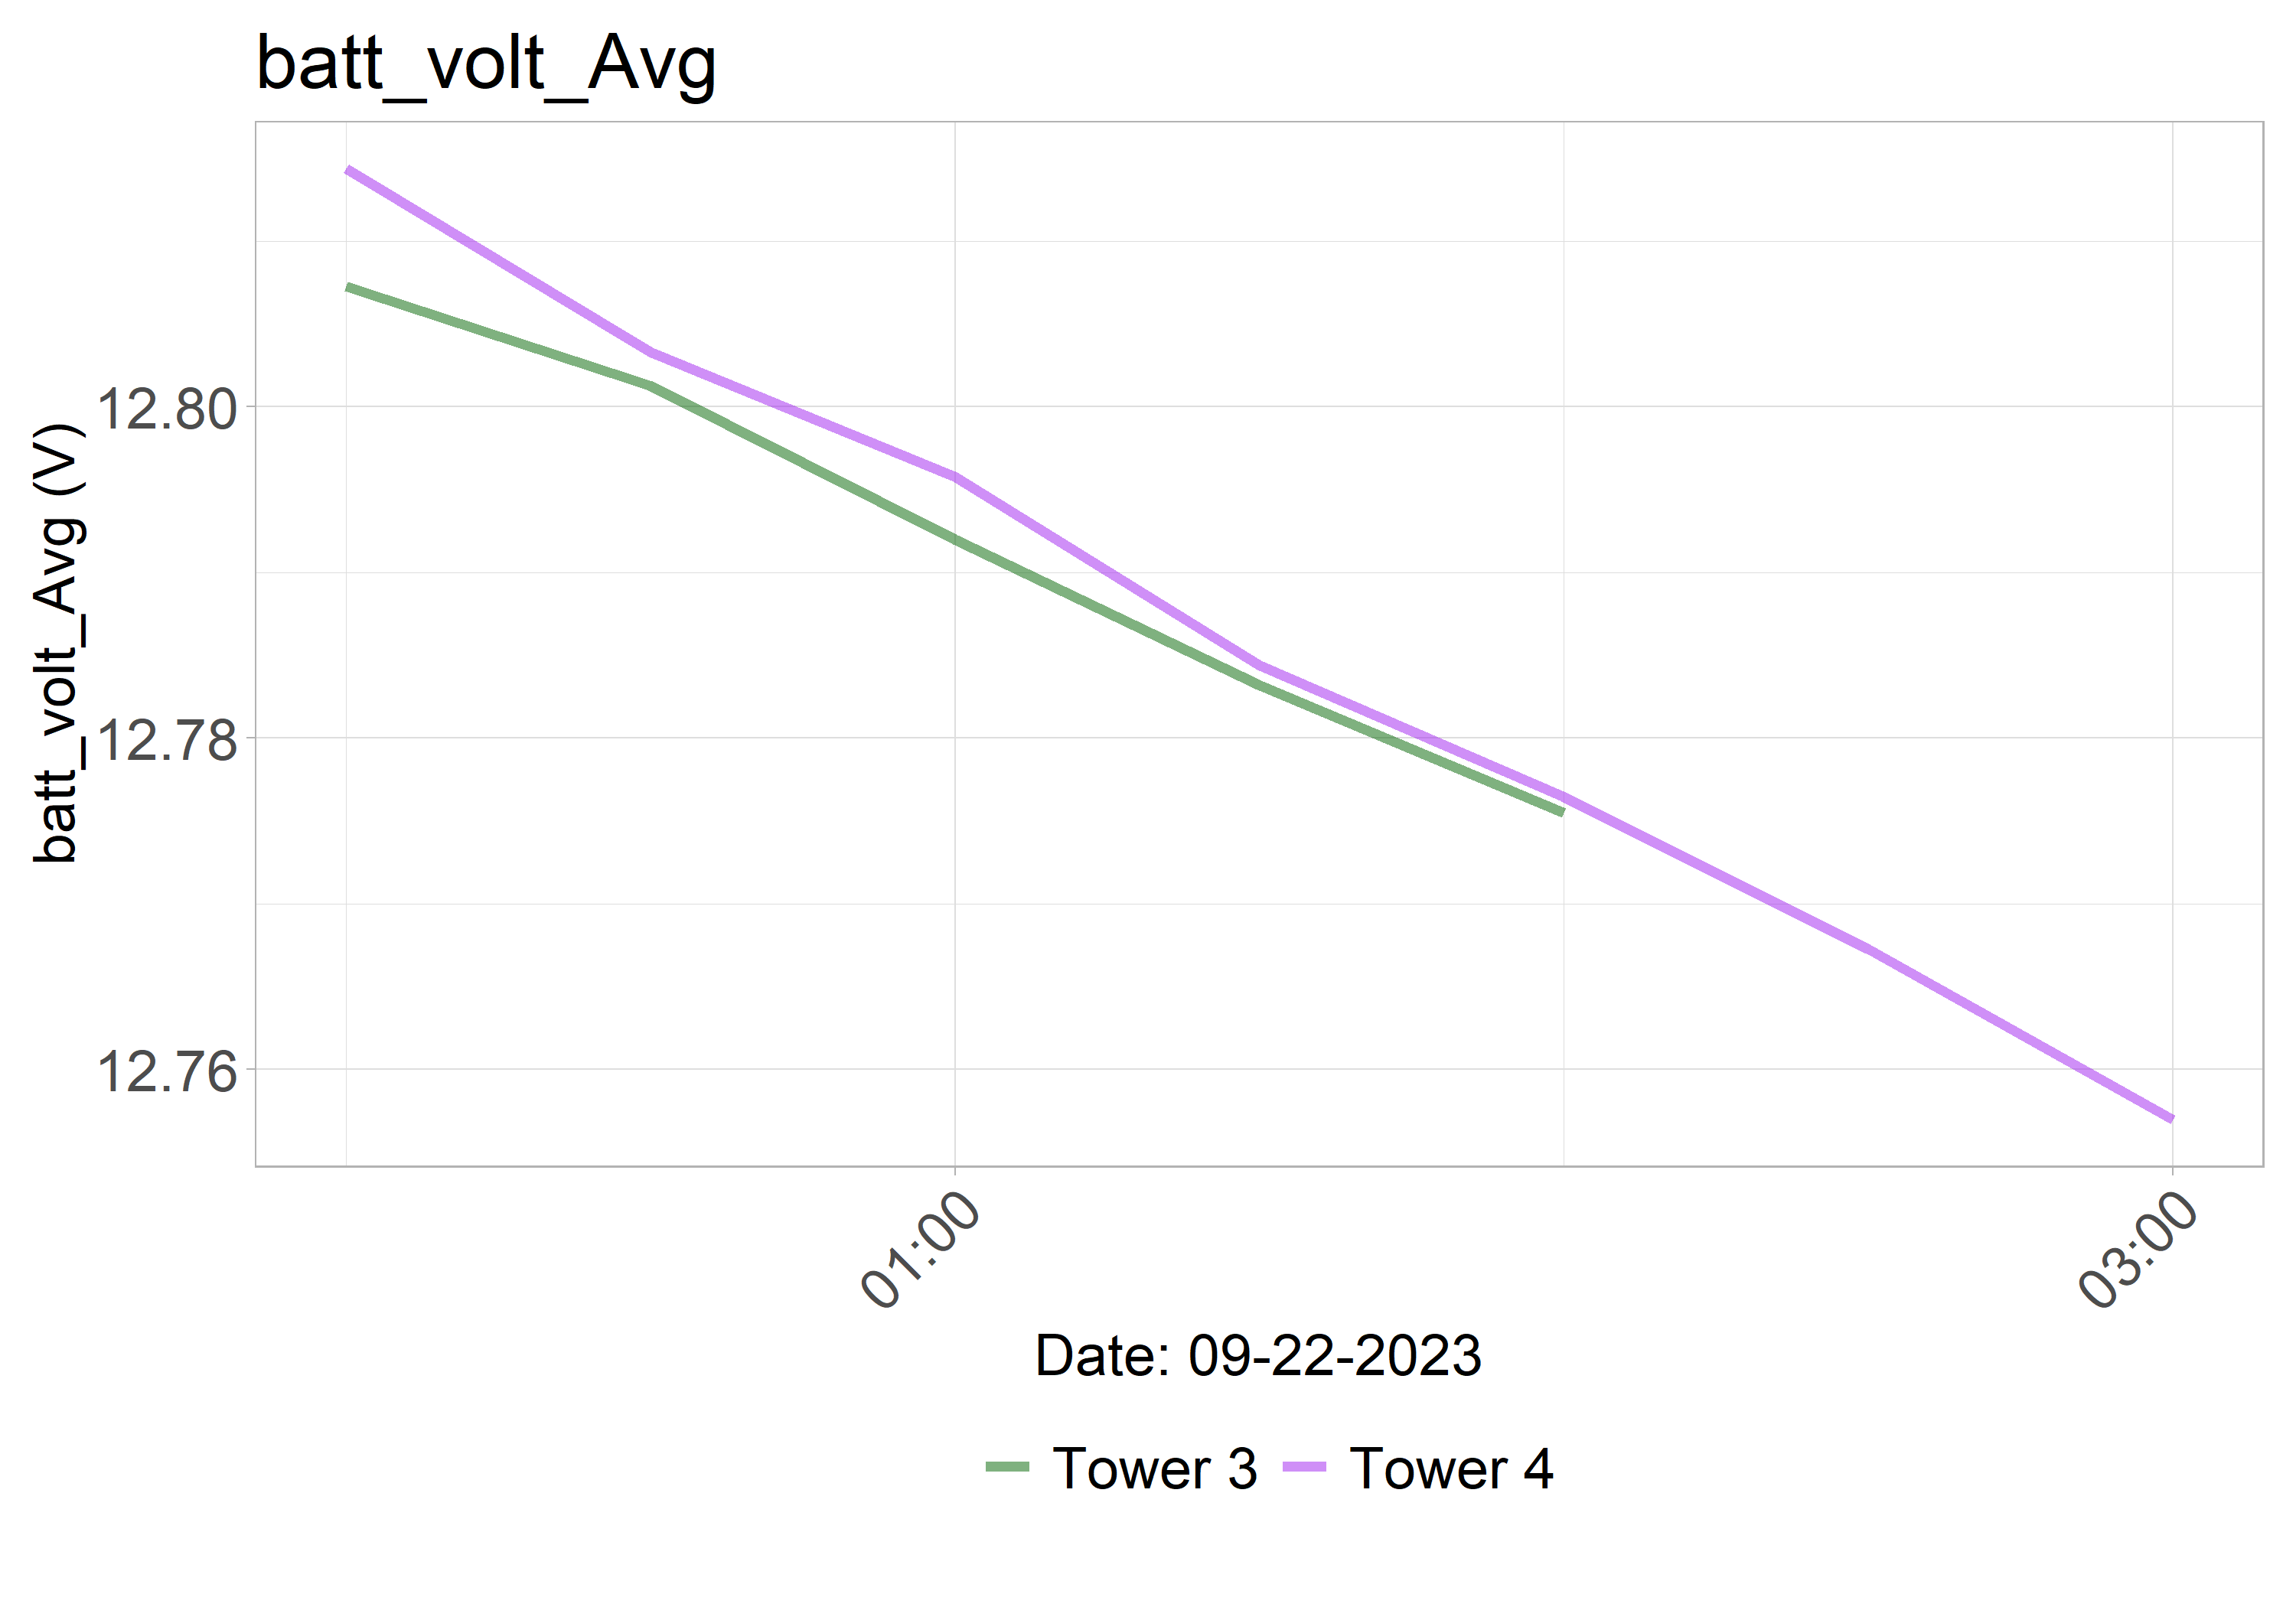 batt_volt_Avg
batt_volt_Avg (V)
12.80
12.78
12.76
01:00
03:00
Date: 09-22-2023
Tower 3 Tower 4